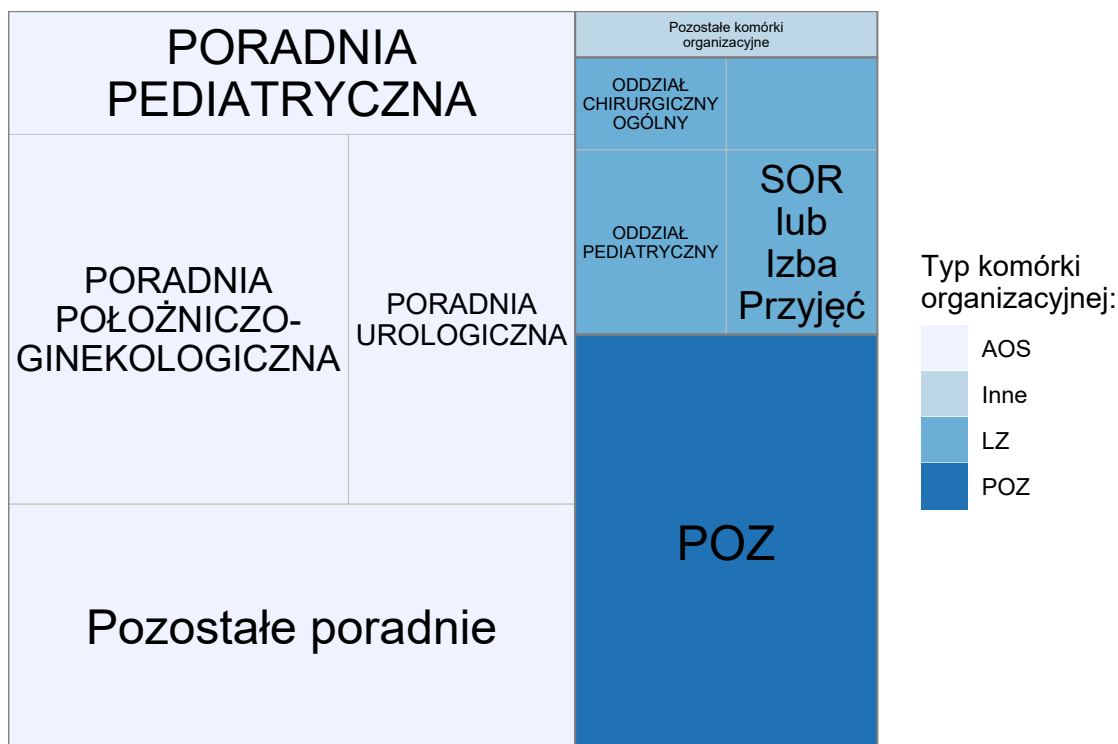 PORADNIA
PEDIATRYCZNA
PORADNIA
POŁOŻNICZO-
GINEKOLOGICZNA
PORADNIA
UROLOGICZNA
Pozostałe poradnie
Pozostałe komórki
organizacyjne
ODDZIAŁ
CHIRURGICZNY
OGÓLNY
ODDZIAŁ
PEDIATRYCZNY
SOR
lub
Izba
Przyjęć
POZ
Typ komórki
organizacyjnej:
AOS
Inne
LZ
POZ